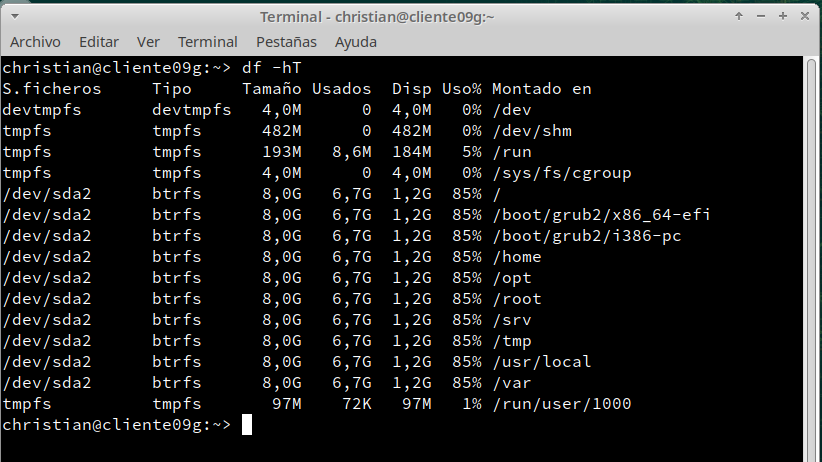 Terminal - christian@cliente09g:~
Archivo Editar Ver Terminal Pestañas Ayuda
christian@cliente09g:~> df -hT
S.ficheros Tipo Tamaño Usados Disp Uso% Montado en
devtmpfs devtmpfs 4,0M 0 4,0M 0% /dev
tmpfs tmpfs 482M 0 482M 0% /dev/shm
tmpfs tmpfs 193M 8,6M 184M 5% /run
tmpfs tmpfs 4,0M 0 4,0M 0% /sys/fs/cgroup
/dev/sda2 btrfs 8,0G 6,7G 1,2G 85% /
/dev/sda2 btrfs 8,0G 6,7G 1,2G 85% /boot/grub2/x86_64-efi
/dev/sda2 btrfs 8,0G 6,7G 1,2G 85% /boot/grub2/i386-pc
/dev/sda2 btrfs 8,0G 6,7G 1,2G 85% /home
/dev/sda2 btrfs 8,0G 6,7G 1,2G 85% /opt
/dev/sda2 btrfs 8,0G 6,7G 1,2G 85% /root
/dev/sda2 btrfs 8,0G 6,7G 1,2G 85% /srv
/dev/sda2 btrfs 8,0G 6,7G 1,2G 85% /tmp
/dev/sda2 btrfs 8,0G 6,7G 1,2G 85% /usr/local
/dev/sda2 btrfs 8,0G 6,7G 1,2G 85% /var
tmpfs tmpfs 97M 72K 97M 1% /run/user/1000
christian@cliente09g:~>